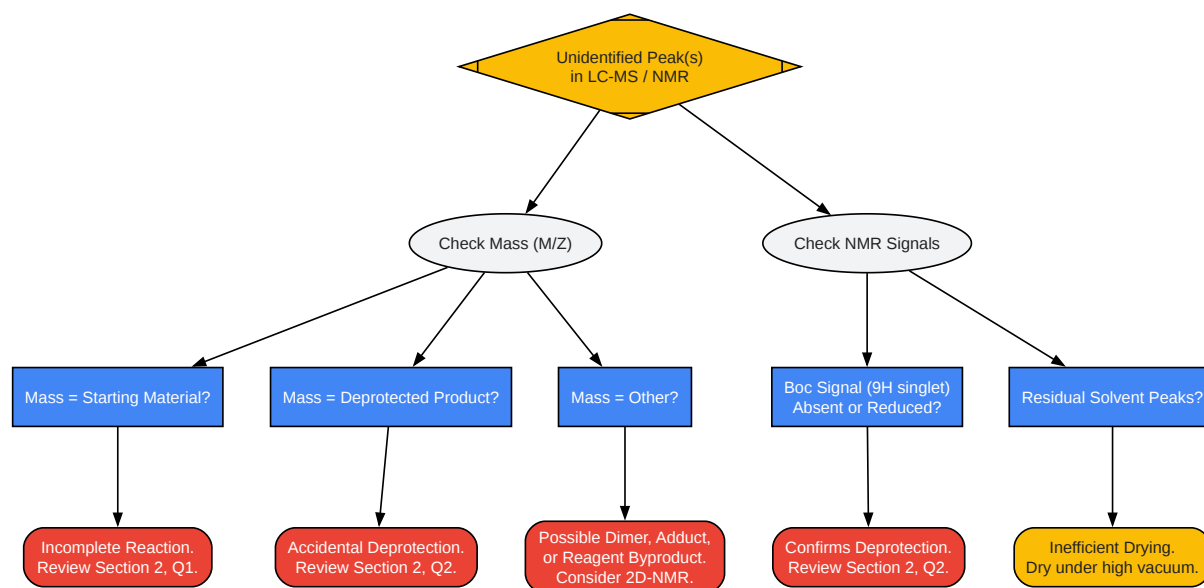 Unidentified Peak(s)
in LC-MS / NMR
Check Mass (M/Z)
Check NMR Signals
Mass = Starting Material?
Mass = Deprotected Product?
Mass = Other?
Boc Signal (9H singlet)
Absent or Reduced?
Residual Solvent Peaks?
Incomplete Reaction.
Review Section 2, Q1.
Accidental Deprotection.
Review Section 2, Q2.
Possible Dimer, Adduct,
or Reagent Byproduct.
Consider 2D-NMR.
Confirms Deprotection.
Review Section 2, Q2.
Inefficient Drying.
Dry under high vacuum.